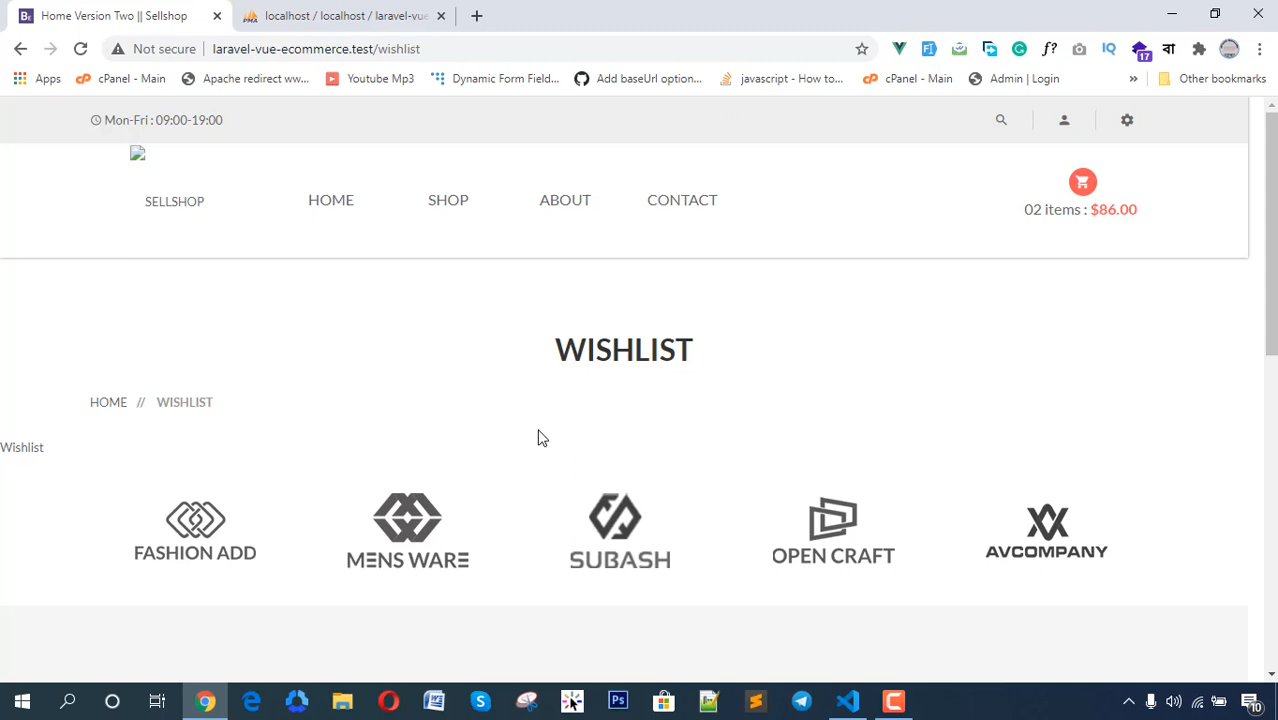 Home Version Two || Sellshop
localhost / localhost / laravel-vue
Not secure laravel-vue-ecommerce.test/wishlist
17
Apps cPanel - Main Apache redirect ww... Youtube Mp3 Dynamic Form Field... Add baseUrl option... javascript - How to... cPanel - Main Admin | Login » Other bookmarks
Mon-Fri : 09:00-19:00
SELLSHOP HOME SHOP ABOUT CONTACT
02 items : $86.00
WISHLIST
HOME // WISHLIST
Wishlist
FASHION ADD MENS WARE SUBASH OPEN CRAFT AVCOMPANY
10